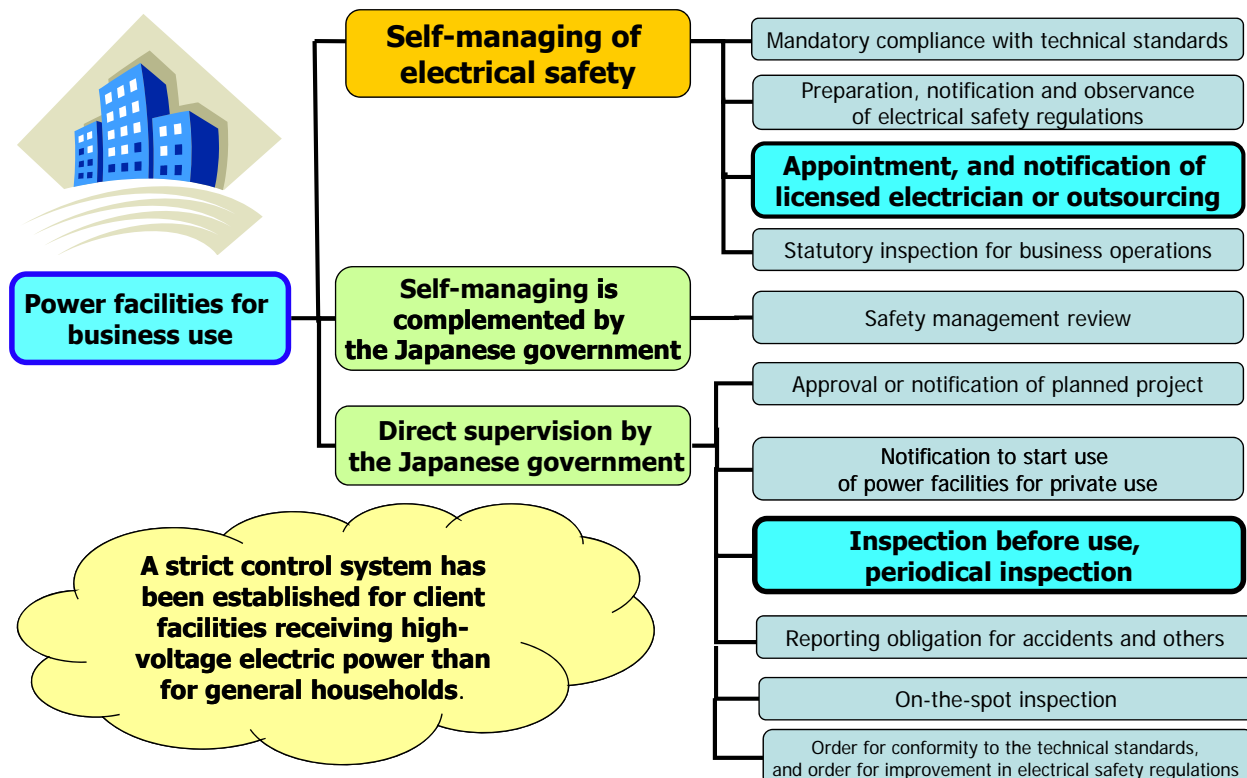 Self-managing of
electrical safety
Mandatory compliance with technical standards
Preparation, notification and observance
of electrical safety regulations
Appointment, and notification of
licensed electrician or outsourcing
Statutory inspection for business operations
Power facilities for
business use
Self-managing is
complemented by
the Japanese government
Safety management review
Direct supervision by
the Japanese government
Approval or notification of planned project
Notification to start use
of power facilities for private use
Inspection before use,
periodical inspection
Reporting obligation for accidents and others
On-the-spot inspection
Order for conformity to the technical standards,
and order for improvement in electrical safety regulations
A strict control system has
been established for client
facilities receiving high-
voltage electric power than
for general households.